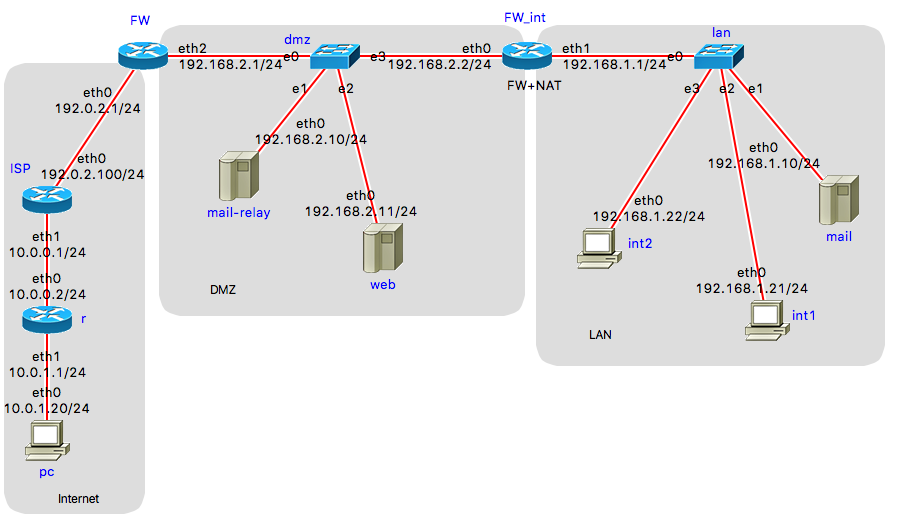 FW
eth2
192.168.2.1/24
dmz
e0
e3
e1
e2
eth0
192.168.2.2/24
FW_int
eth1
192.168.1.1/24
FW+NAT
lan
e0
e3
e2
e1
eth0
192.0.2.1/24
eth0
192.0.2.100/24
ISP
eth1
10.0.0.1/24
eth0
10.0.0.2/24
r
eth1
10.0.1.1/24
eth0
10.0.1.20/24
pc
Internet
eth0
192.168.2.10/24
mail-relay
eth0
192.168.2.11/24
web
DMZ
eth0
192.168.1.10/24
mail
eth0
192.168.1.22/24
int2
eth0
192.168.1.21/24
int1
LAN